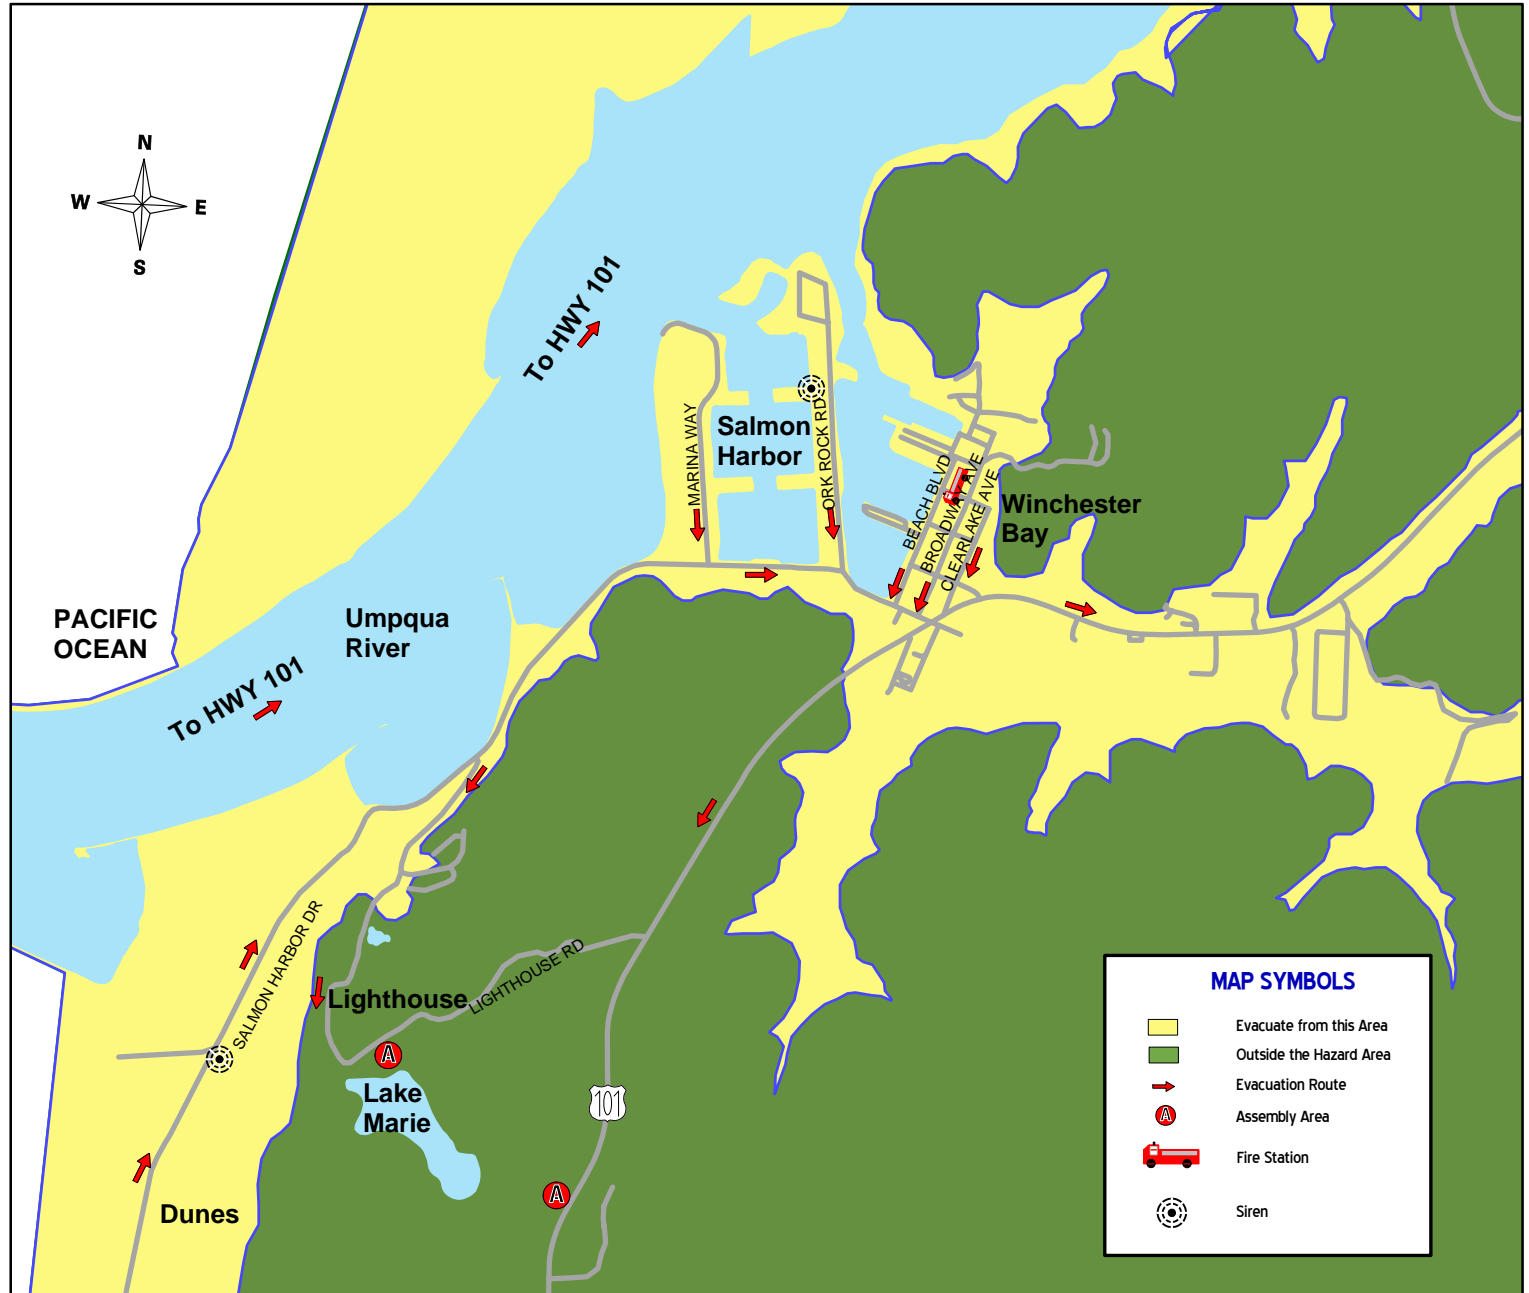 N
W
E
S
To HWY 101
Salmon
Harbor
MARINA WAY
ORK ROCK RD
BEACH BLVD
BROADWAY AVE
CLEARLAKE AVE
Winchester
Bay
PACIFIC
OCEAN
Umpqua
River
To HWY 101
SALMON HARBOR DR
LIGHTHOUSE RD
Lighthouse
A
Lake
Marie
101
A
Dunes
MAP SYMBOLS
Evacuate from this Area
Outside the Hazard Area
Evacuation Route
A
Assembly Area
Fire Station
Siren